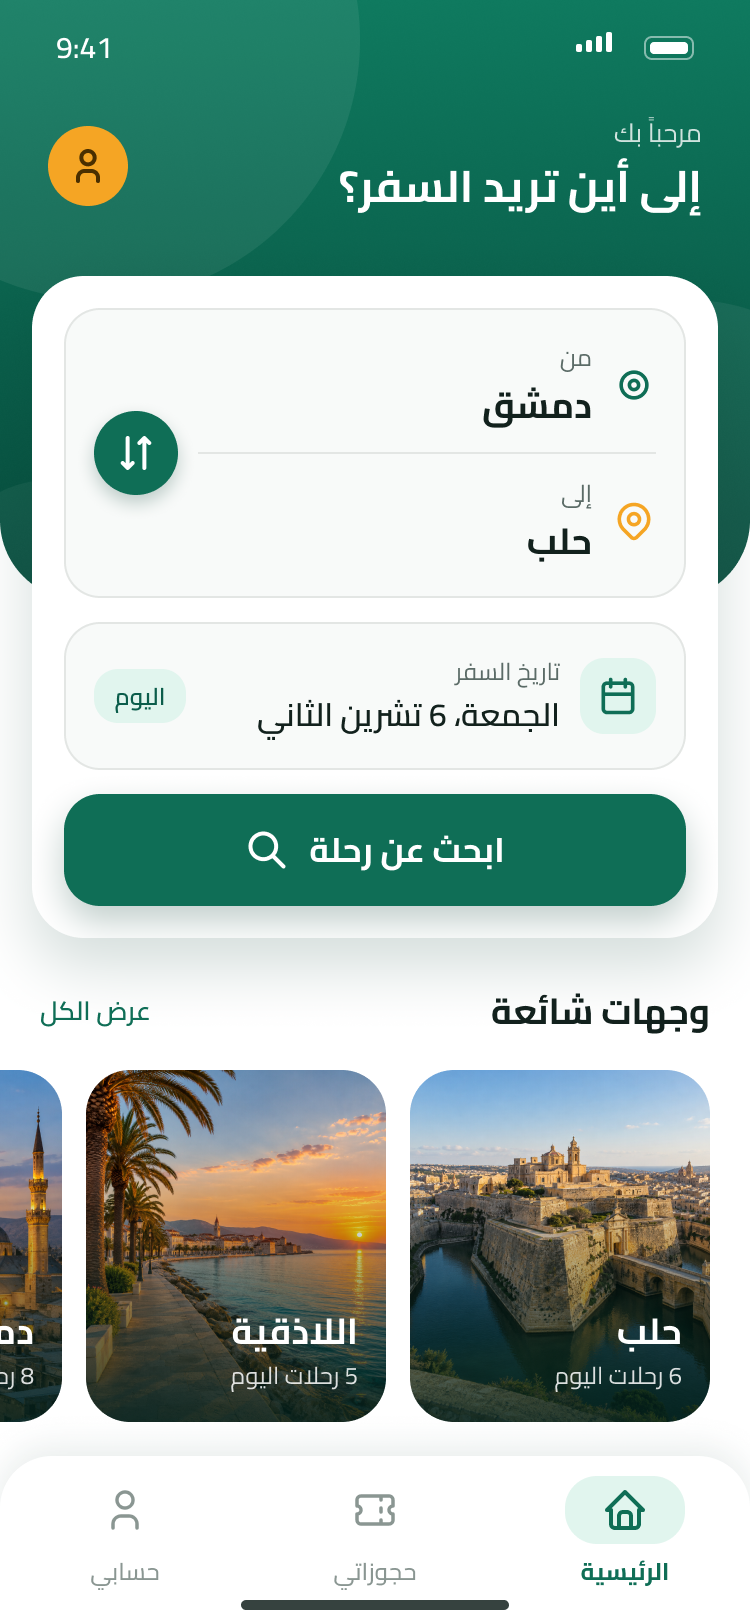 9:41
مرحباً بك
إلى أين تريد السفر؟
من
دمشق
إلى
حلب
تاريخ السفر
الجمعة، 6 تشرين الثاني
اليوم
ابحث عن رحلة
وجهات شائعة
عرض الكل
حلب
6 رحلات اليوم
اللاذقية
5 رحلات اليوم
الرئيسية
حجوزاتي
حسابي